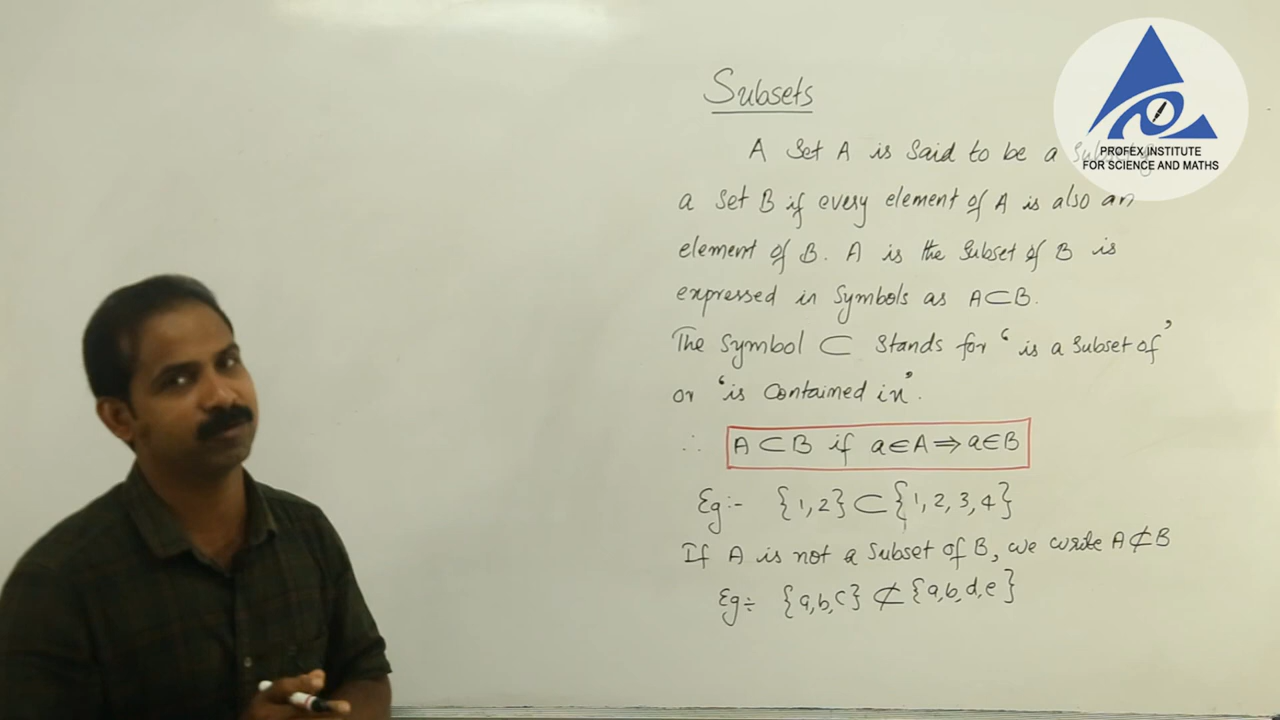 Subsets
A Set A is Said to be a
a Set B if every element of A is also an
element of B. A is the Subset of B is
expressed in Symbols as A⊂B.
The Symbol ⊂ Stands for ‘is a Subset of’
or ‘is Contained in’.
∴ A⊂B if a∈A⇒a∈B
Eg:- {1,2}⊂{1,2,3,4}
If A is not a Subset of B, we write A⊄B
Eg÷ {a,b,c} ⊄ {a,b,d,e}
PROFEX INSTITUTE
FOR SCIENCE AND MATHS